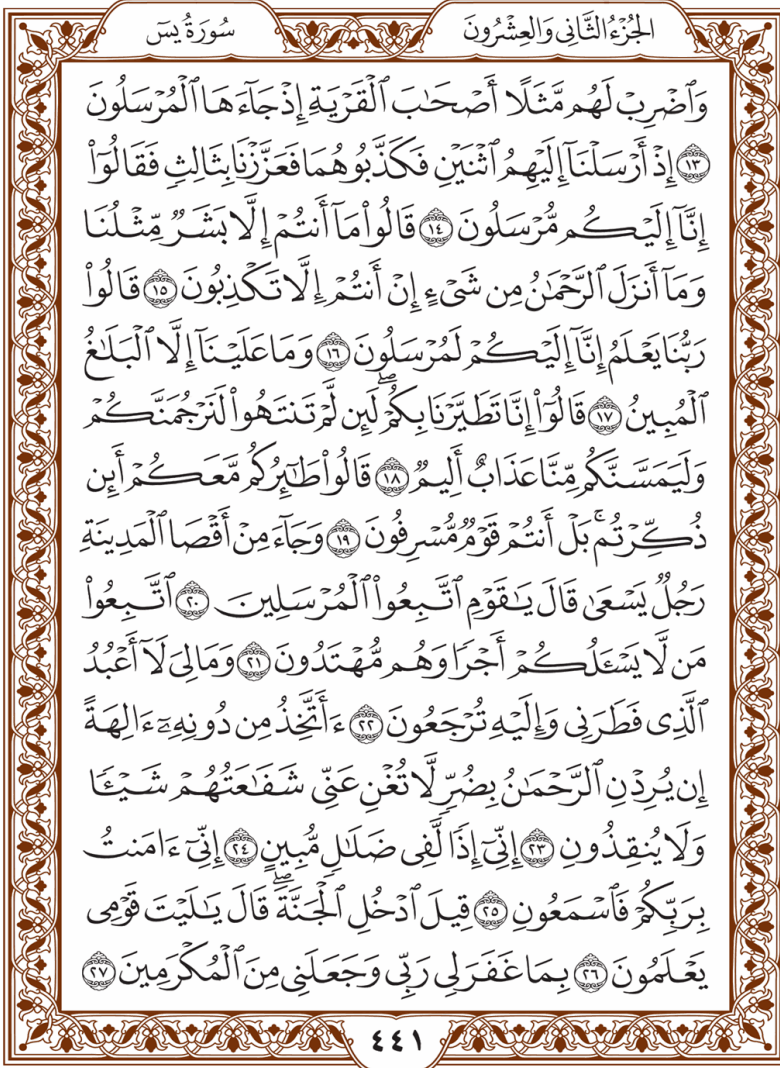 الجُزْءُ الثَّانِي وَالعِشْرُونَ
سُورَةُ يسٓ
وَٱضْرِبْ لَهُم مَّثَلًا أَصْحَٰبَ ٱلْقَرْيَةِ إِذْ جَآءَهَا ٱلْمُرْسَلُونَ
١٣ إِذْ أَرْسَلْنَآ إِلَيْهِمُ ٱثْنَيْنِ فَكَذَّبُوهُمَا فَعَزَّزْنَا بِثَالِثٍ فَقَالُوٓا۟
إِنَّآ إِلَيْكُم مُّرْسَلُونَ ١٤ قَالُوا۟ مَآ أَنتُمْ إِلَّا بَشَرٌ مِّثْلُنَا
وَمَآ أَنزَلَ ٱلرَّحْمَٰنُ مِن شَىْءٍ إِنْ أَنتُمْ إِلَّا تَكْذِبُونَ ١٥ قَالُوا۟
رَبُّنَا يَعْلَمُ إِنَّآ إِلَيْكُمْ لَمُرْسَلُونَ ١٦ وَمَا عَلَيْنَآ إِلَّا ٱلْبَلَٰغُ
ٱلْمُبِينُ ١٧ قَالُوٓا۟ إِنَّا تَطَيَّرْنَا بِكُمْ ۖ لَئِن لَّمْ تَنتَهُوا۟ لَنَرْجُمَنَّكُمْ
وَلَيَمَسَّنَّكُم مِّنَّا عَذَابٌ أَلِيمٌ ١٨ قَالُوا۟ طَٰٓئِرُكُم مَّعَكُمْ أَئِن
ذُكِّرْتُم ۚ بَلْ أَنتُمْ قَوْمٌ مُّسْرِفُونَ ١٩ وَجَآءَ مِنْ أَقْصَا ٱلْمَدِينَةِ
رَجُلٌ يَسْعَىٰ قَالَ يَٰقَوْمِ ٱتَّبِعُوا۟ ٱلْمُرْسَلِينَ ٢٠ ٱتَّبِعُوا۟
مَن لَّا يَسْـَٔلُكُمْ أَجْرًا وَهُم مُّهْتَدُونَ ٢١ وَمَا لِىَ لَآ أَعْبُدُ
ٱلَّذِى فَطَرَنِى وَإِلَيْهِ تُرْجَعُونَ ٢٢ ءَأَتَّخِذُ مِن دُونِهِۦٓ ءَالِهَةً
إِن يُرِدْنِ ٱلرَّحْمَٰنُ بِضُرٍّ لَّا تُغْنِ عَنِّى شَفَٰعَتُهُمْ شَيْـًٔا
وَلَا يُنقِذُونِ ٢٣ إِنِّىٓ إِذًا لَّفِى ضَلَٰلٍ مُّبِينٍ ٢٤ إِنِّىٓ ءَامَنتُ
بِرَبِّكُمْ فَٱسْمَعُونِ ٢٥ قِيلَ ٱدْخُلِ ٱلْجَنَّةَ ۖ قَالَ يَٰلَيْتَ قَوْمِى
يَعْلَمُونَ ٢٦ بِمَا غَفَرَ لِى رَبِّى وَجَعَلَنِى مِنَ ٱلْمُكْرَمِينَ ٢٧
٤٤١